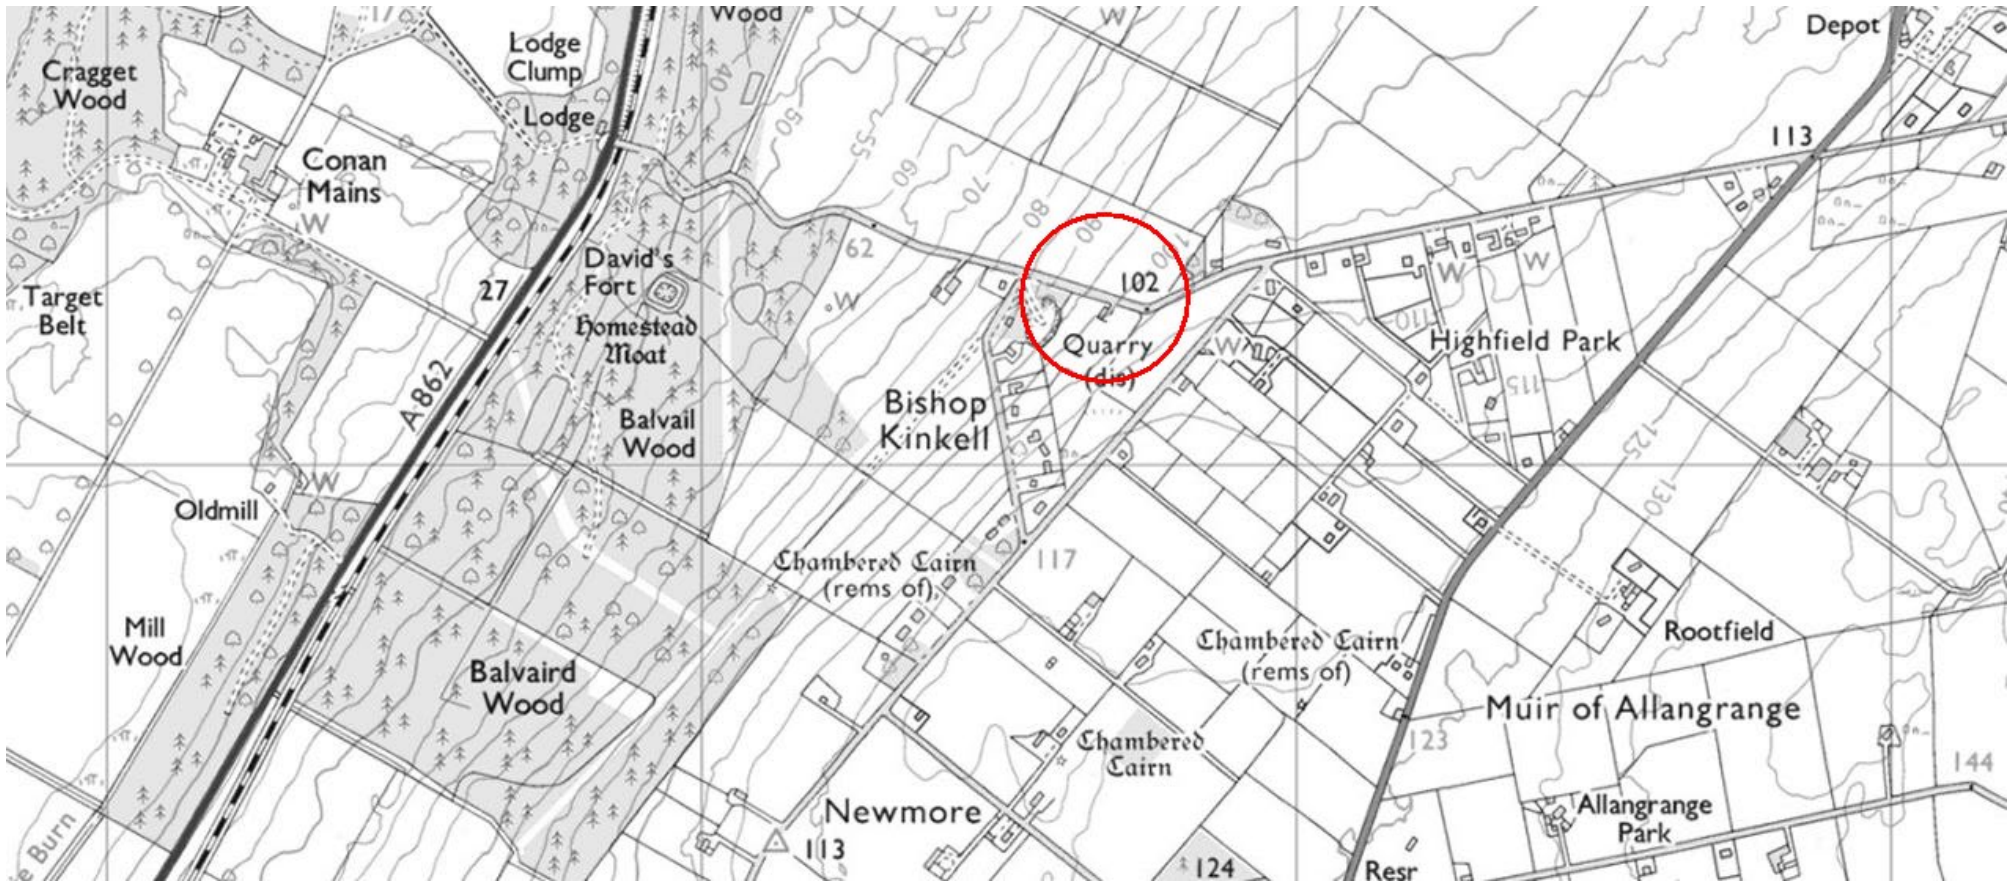 17
Wood
W
Depot
Lodge
Clump
Cragget
Wood
40
Lodge
50
55
113
Conan
Mains
60
70
W
80
90
62
100
David's
Fort
W
W
27
102
W
Target
Belt
Homestead
Moat
110
Quarry
(dis)
W
Highfield Park
A 862
115
Bishop
Kinkell
Balvail
Wood
125
W
130
Oldmill
117
Chambered Cairn
(rems of)
Mill
Wood
Chambered Cairn
(rems of)
Rootfield
Balvaird
Wood
Muir of Allangrange
123
Chambered
Cairn
144
Newmore
Allangrange
Park
113
e Burn
124
Resr